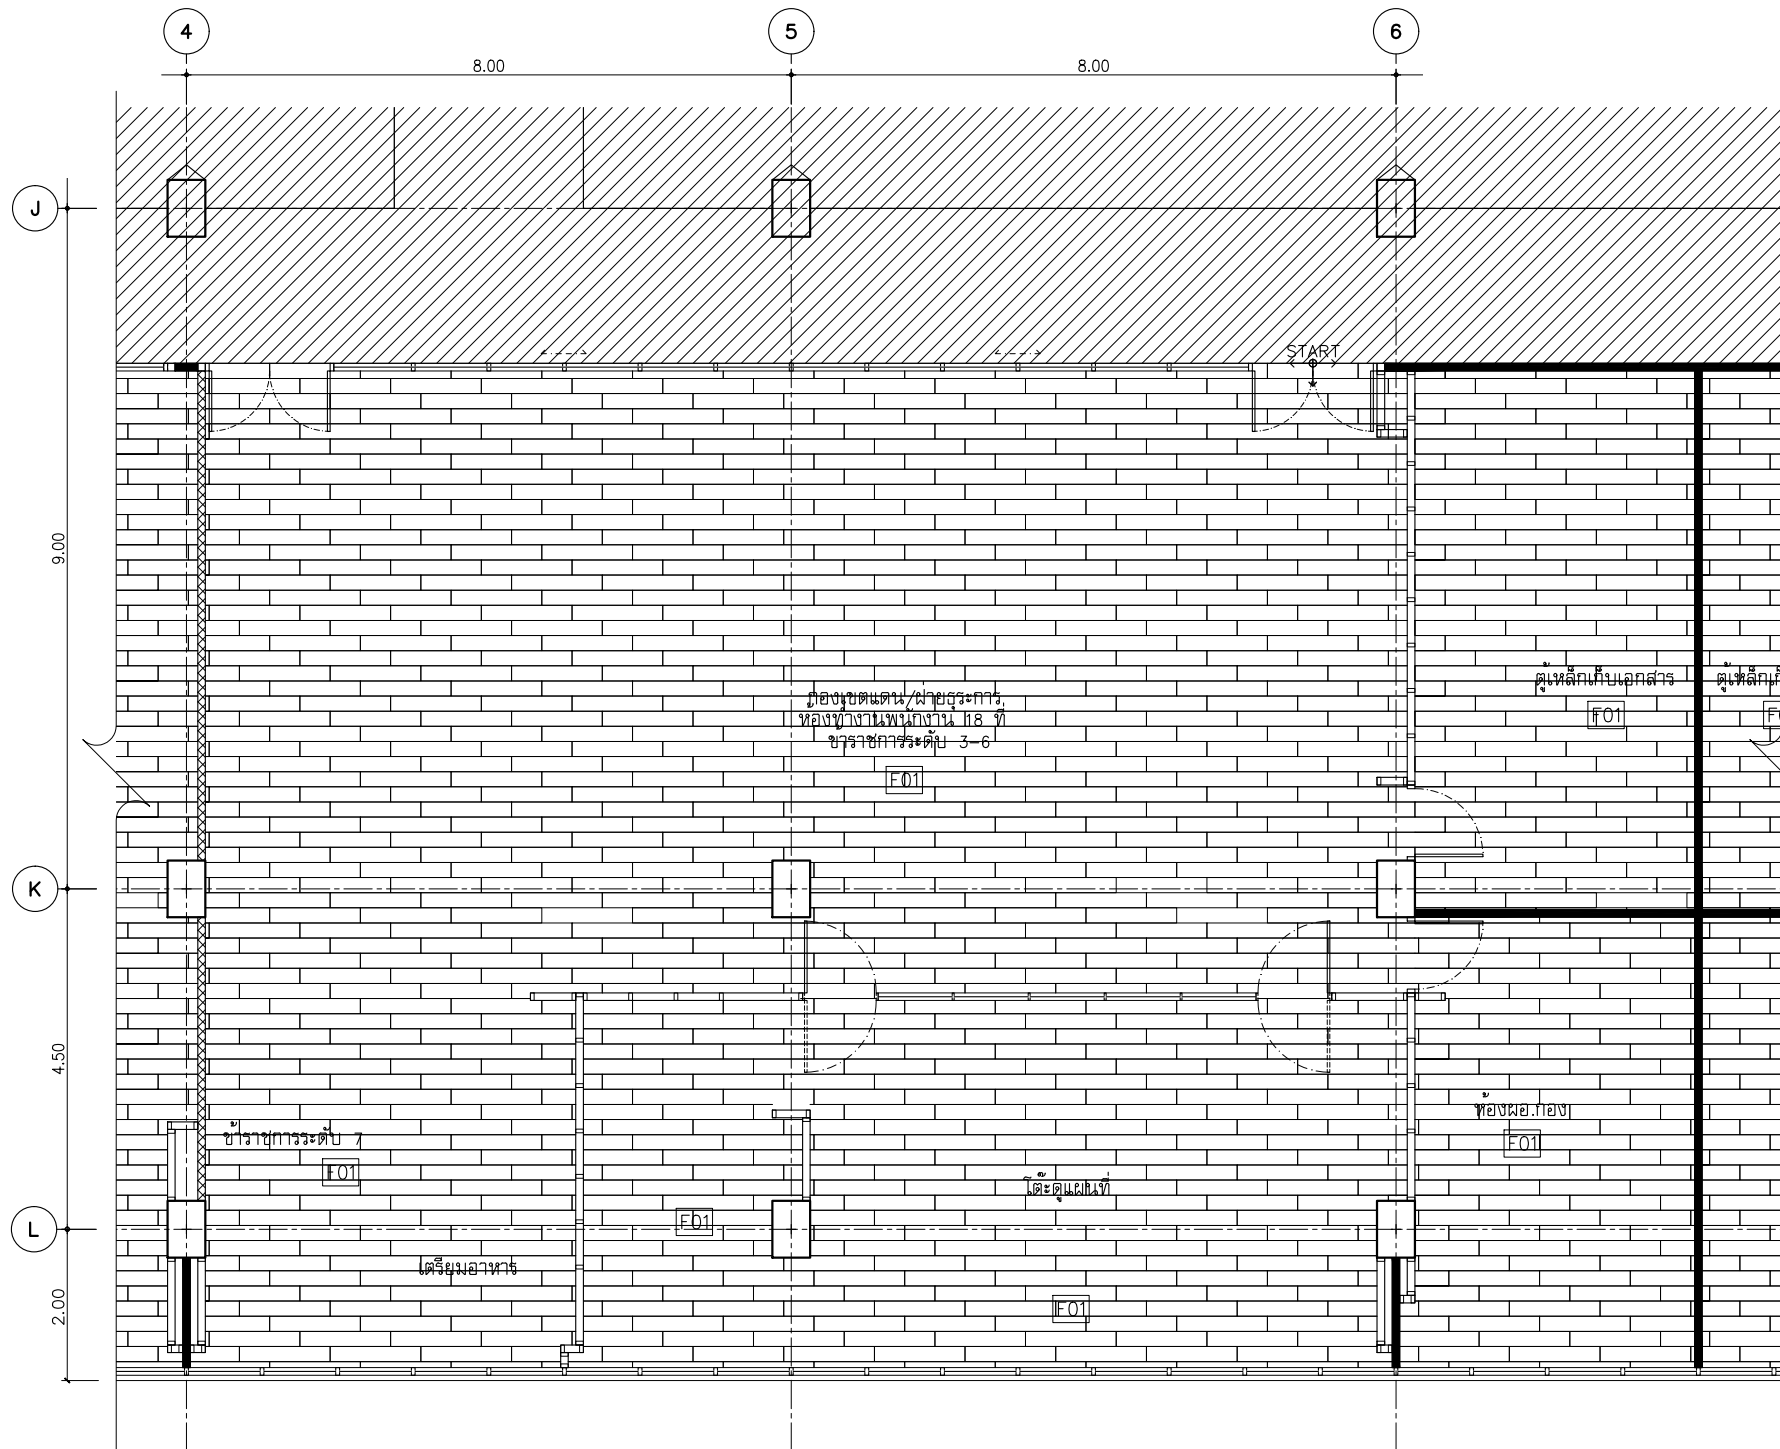 4
5
6
8.00
8.00
J
START
9.00
กองเขตแดน/ฝ่ายธุระการ
ห้องทำงานพนักงาน 18 ที่
ข้าราชการระดับ 3-6
F01
ตู้เหล็กเก็บเอกสาร
F01
K
4.50
ห้องผอ.กอง
F01
ข้าราชการระดับ 7
F01
โต๊ะดูแผนที่
F01
L
เตรียมอาหาร
2.00
F01